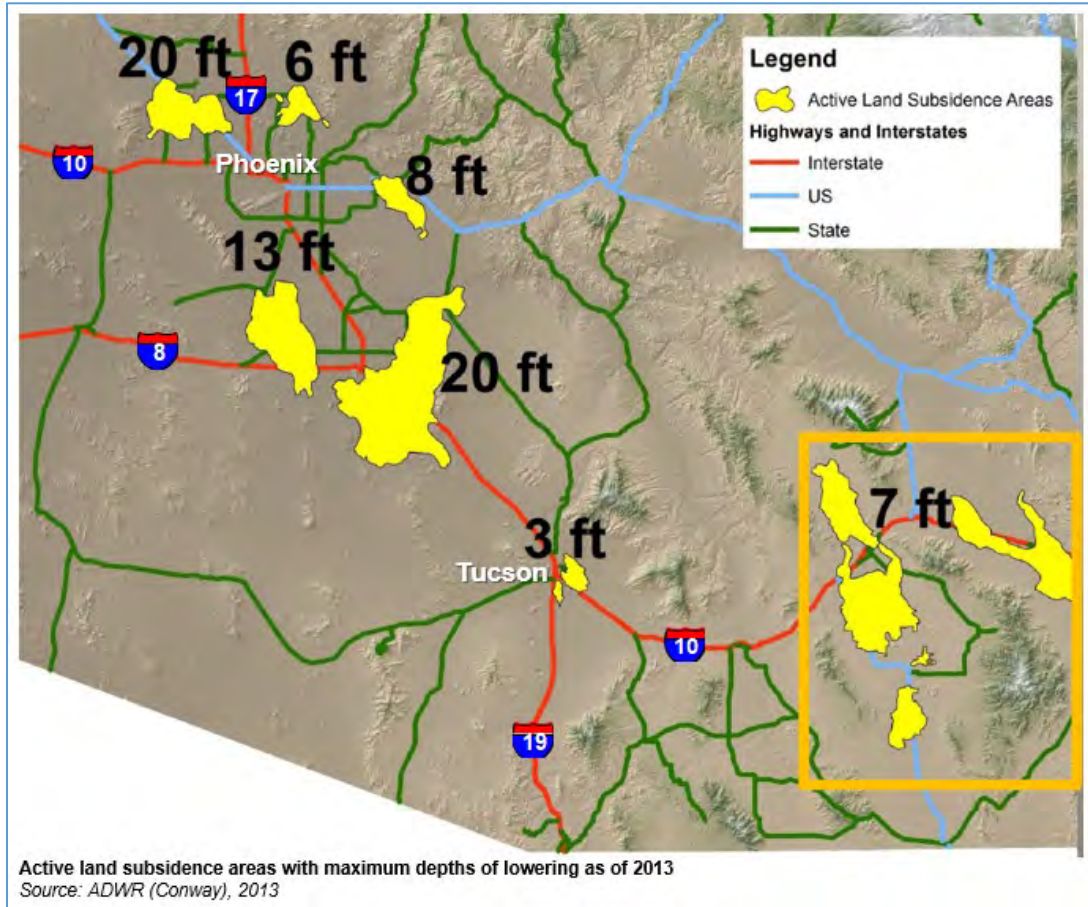 20 ft
6 ft
17
10
Phoenix
8 ft
13 ft
8
20 ft
3 ft
Tucson
7 ft
10
19
Legend
Active Land Subsidence Areas
Highways and Interstates
Interstate
US
State
Active land subsidence areas with maximum depths of lowering as of 2013
Source: ADWR (Conway), 2013